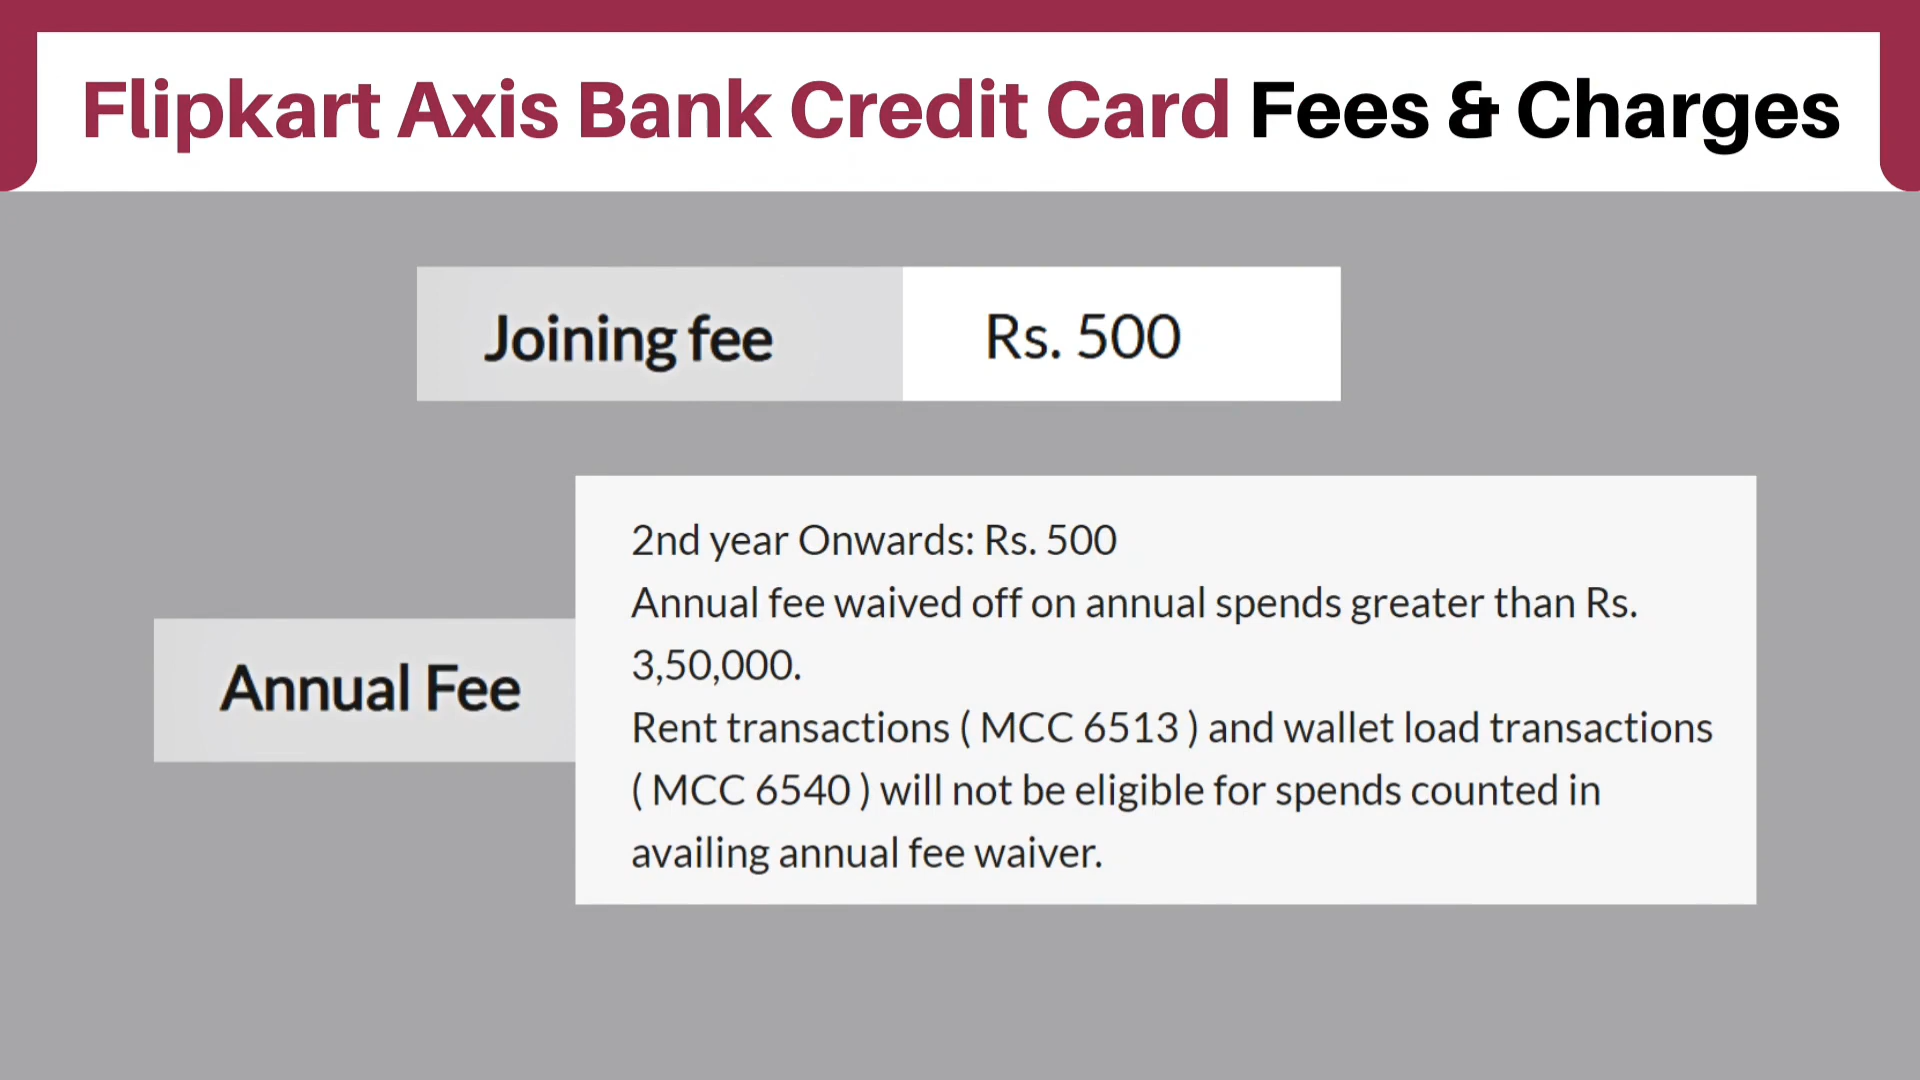 Flipkart Axis Bank Credit Card Fees & Charges
Joining fee
Rs. 500
Annual Fee
2nd year Onwards: Rs. 500
Annual fee waived off on annual spends greater than Rs.
3,50,000.
Rent transactions ( MCC 6513 ) and wallet load transactions
( MCC 6540 ) will not be eligible for spends counted in
availing annual fee waiver.